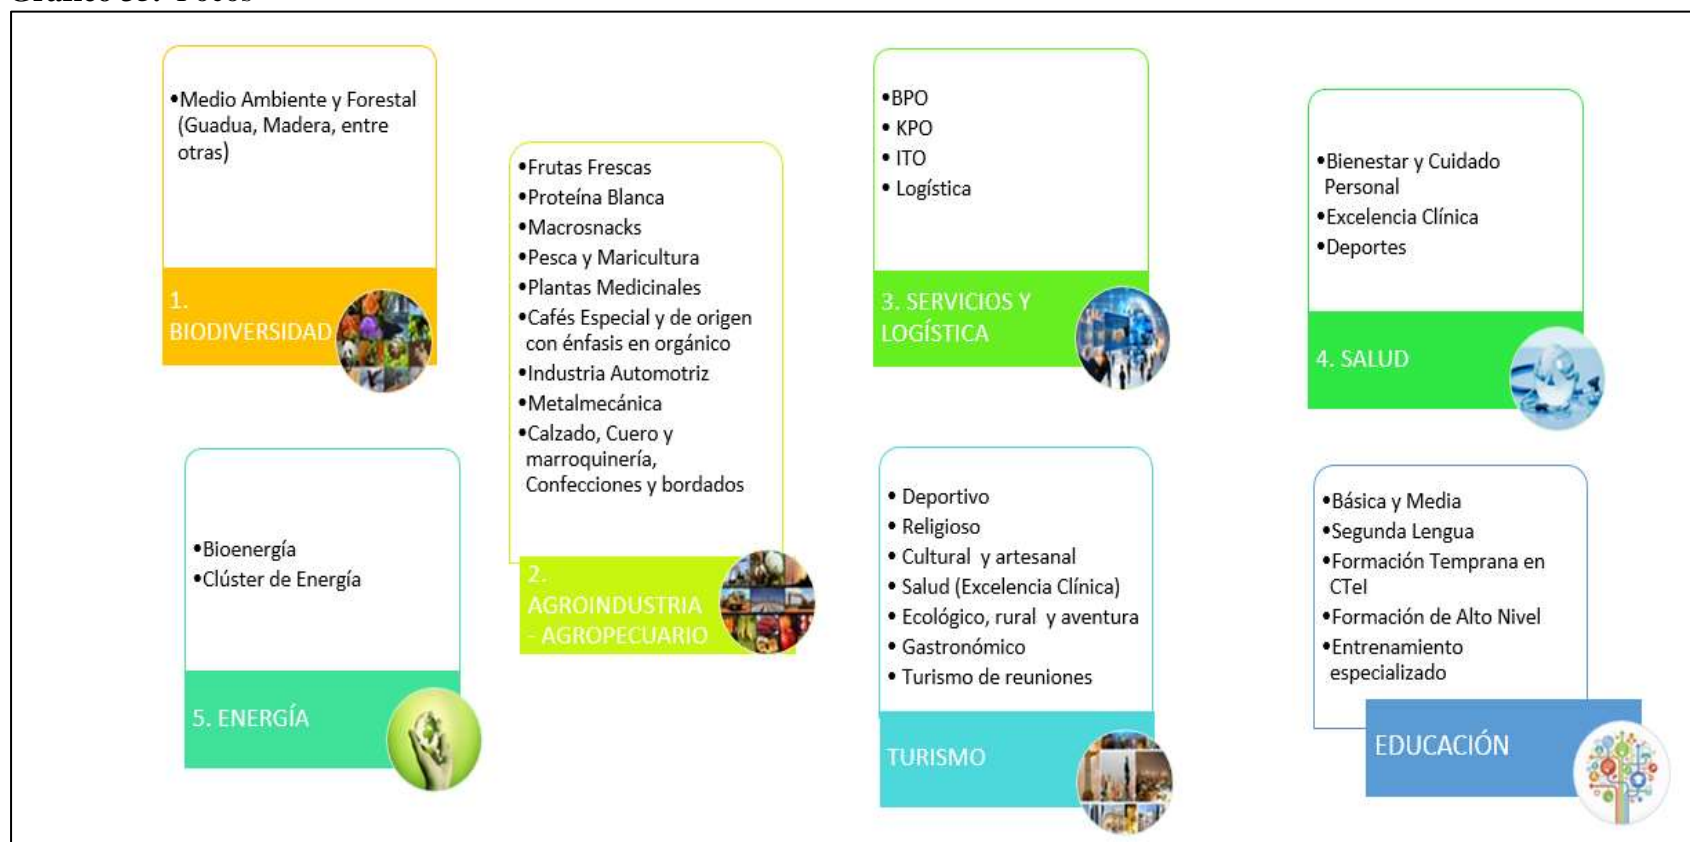 •Medio Ambiente y Forestal
(Guadua, Madera, entre
otras)
1.
BIODIVERSIDAD
•Frutas Frescas
•Proteína Blanca
•Macrosnacks
•Pesca y Maricultura
•Plantas Medicinales
•Cafés Especial y de origen
con énfasis en orgánico
•Industria Automotriz
•Metalmecánica
•Calzado, Cuero y
marroquinería,
Confecciones y bordados
2.
AGROINDUSTRIA
- AGROPECUARIO
•BPO
• KPO
• ITO
• Logística
3. SERVICIOS Y
LOGÍSTICA
•Bienestar y Cuidado
Personal
•Excelencia Clínica
•Deportes
4. SALUD
•Bioenergía
•Clúster de Energía
5. ENERGÍA
• Deportivo
• Religioso
• Cultural y artesanal
• Salud (Excelencia Clínica)
• Ecológico, rural y aventura
• Gastronómico
• Turismo de reuniones
TURISMO
•Básica y Media
•Segunda Lengua
•Formación Temprana en
CTeI
•Formación de Alto Nivel
•Entrenamiento
especializado
EDUCACIÓN